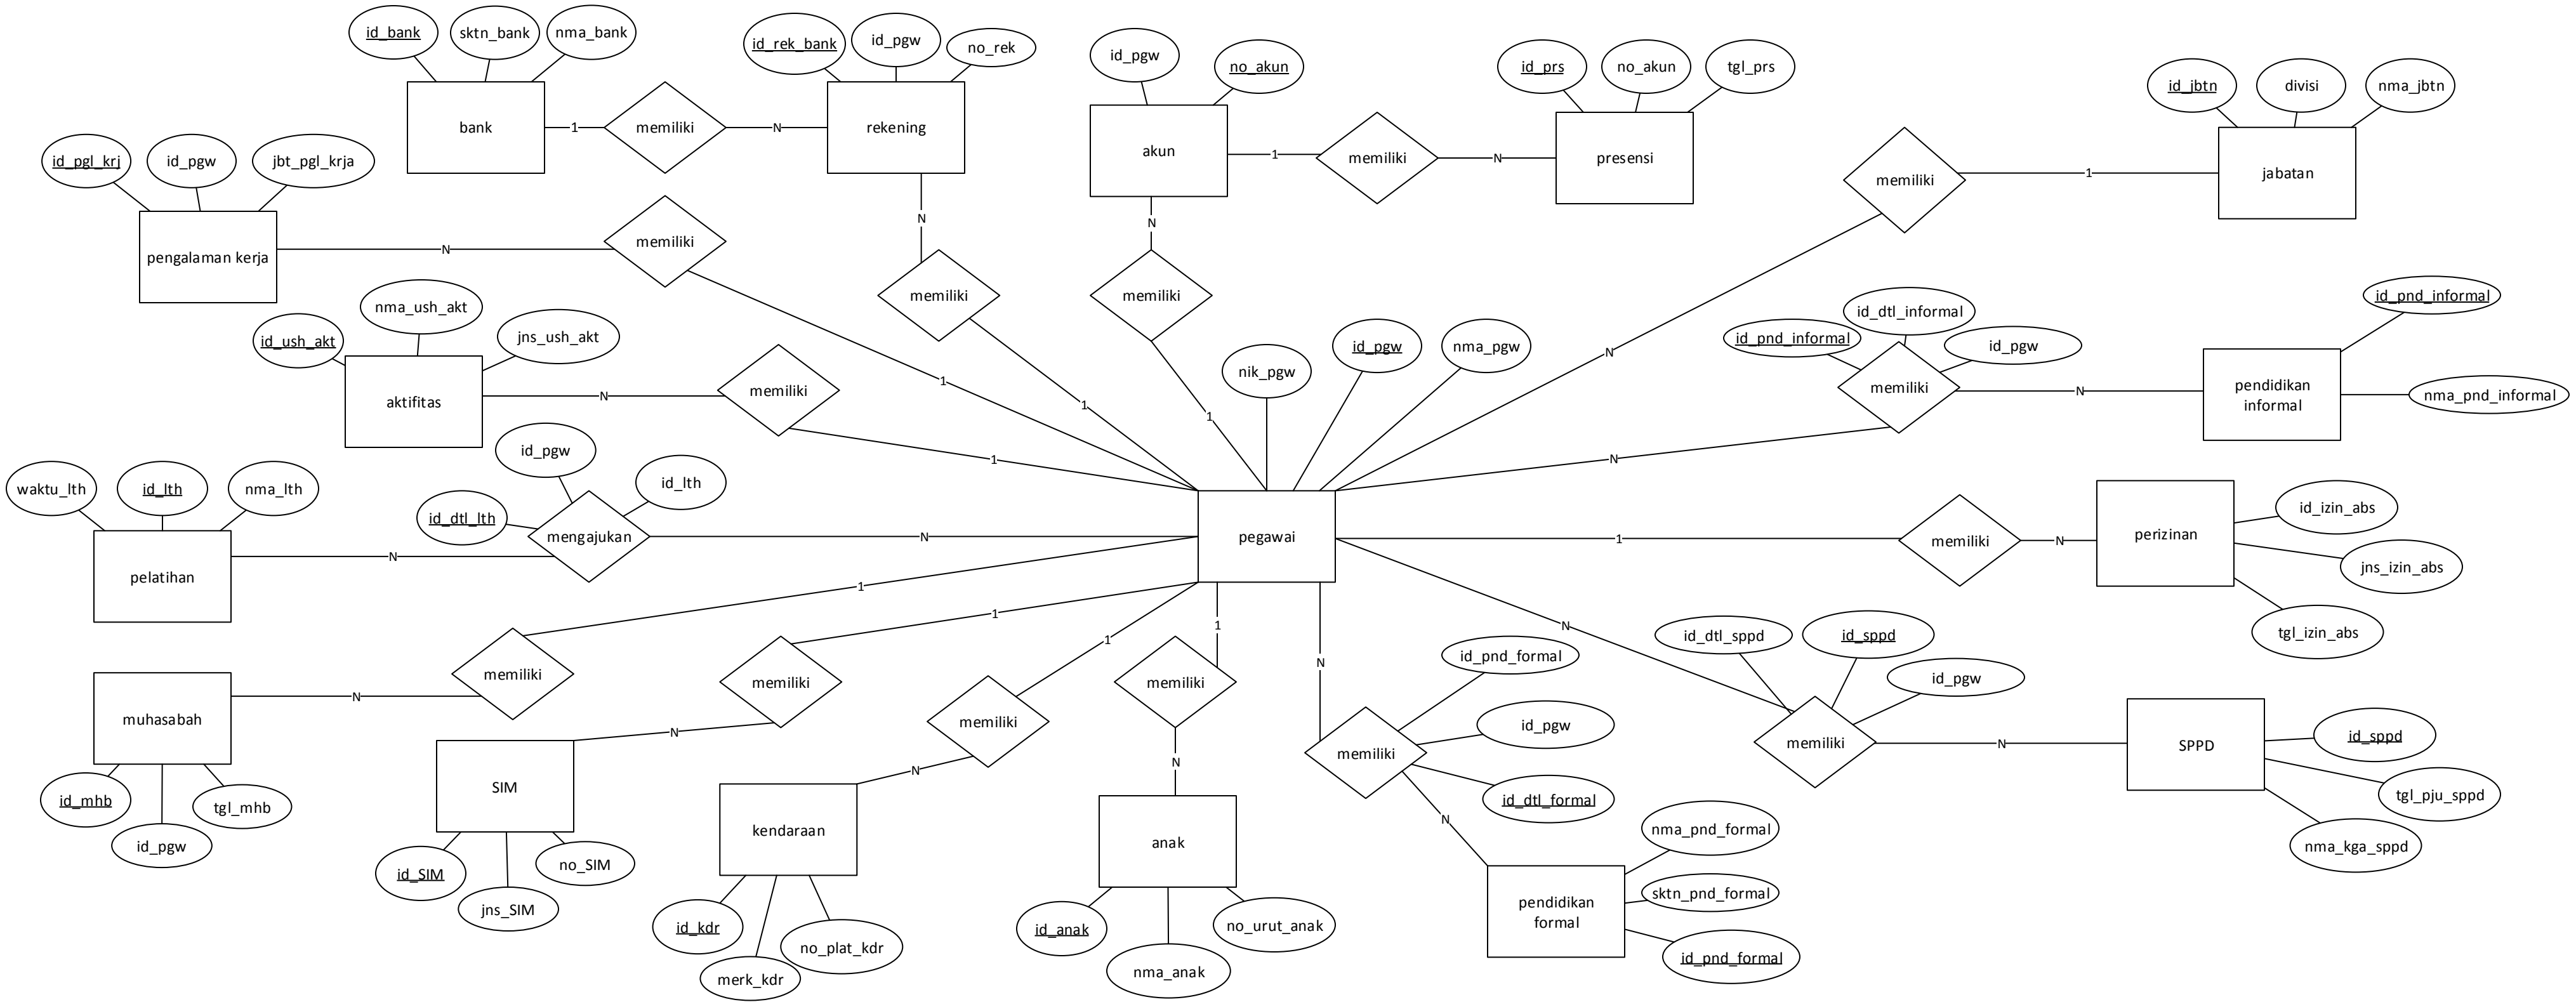 id_bank
sktn_bank
nma_bank
id_rek_bank
id_pgw
no_rek
id_pgw
no_akun
id_prs
no_akun
tgl_prs
id_jbtn
divisi
nma_jbtn
bank
1
memiliki
N
rekening
akun
1
memiliki
N
presensi
memiliki
1
jabatan
id_pgl_krj
id_pgw
jbt_pgl_krja
pengalaman kerja
N
memiliki
N
N
memiliki
memiliki
id_ush_akt
nma_ush_akt
jns_ush_akt
aktifitas
N
memiliki
1
1
1
1
nik_pgw
id_pgw
nma_pgw
N
id_pnd_informal
id_dtl_informal
id_pgw
memiliki
N
id_pnd_informal
pendidikan
informal
nma_pnd_informal
N
waktu_lth
id_lth
nma_lth
pelatihan
N
id_dtl_lth
id_pgw
id_lth
mengajukan
N
pegawai
1
memiliki
N
perizinan
id_izin_abs
jns_izin_abs
tgl_izin_abs
1
1
1
1
N
N
muhasabah
N
memiliki
id_mhb
id_pgw
tgl_mhb
memiliki
N
SIM
id_SIM
jns_SIM
no_SIM
memiliki
N
kendaraan
id_kdr
merk_kdr
no_plat_kdr
memiliki
N
anak
id_anak
nma_anak
no_urut_anak
id_pnd_formal
id_pgw
id_dtl_formal
memiliki
N
pendidikan
formal
nma_pnd_formal
sktn_pnd_formal
id_pnd_formal
id_dtl_sppd
id_sppd
id_pgw
memiliki
N
SPPD
id_sppd
tgl_pju_sppd
nma_kga_sppd